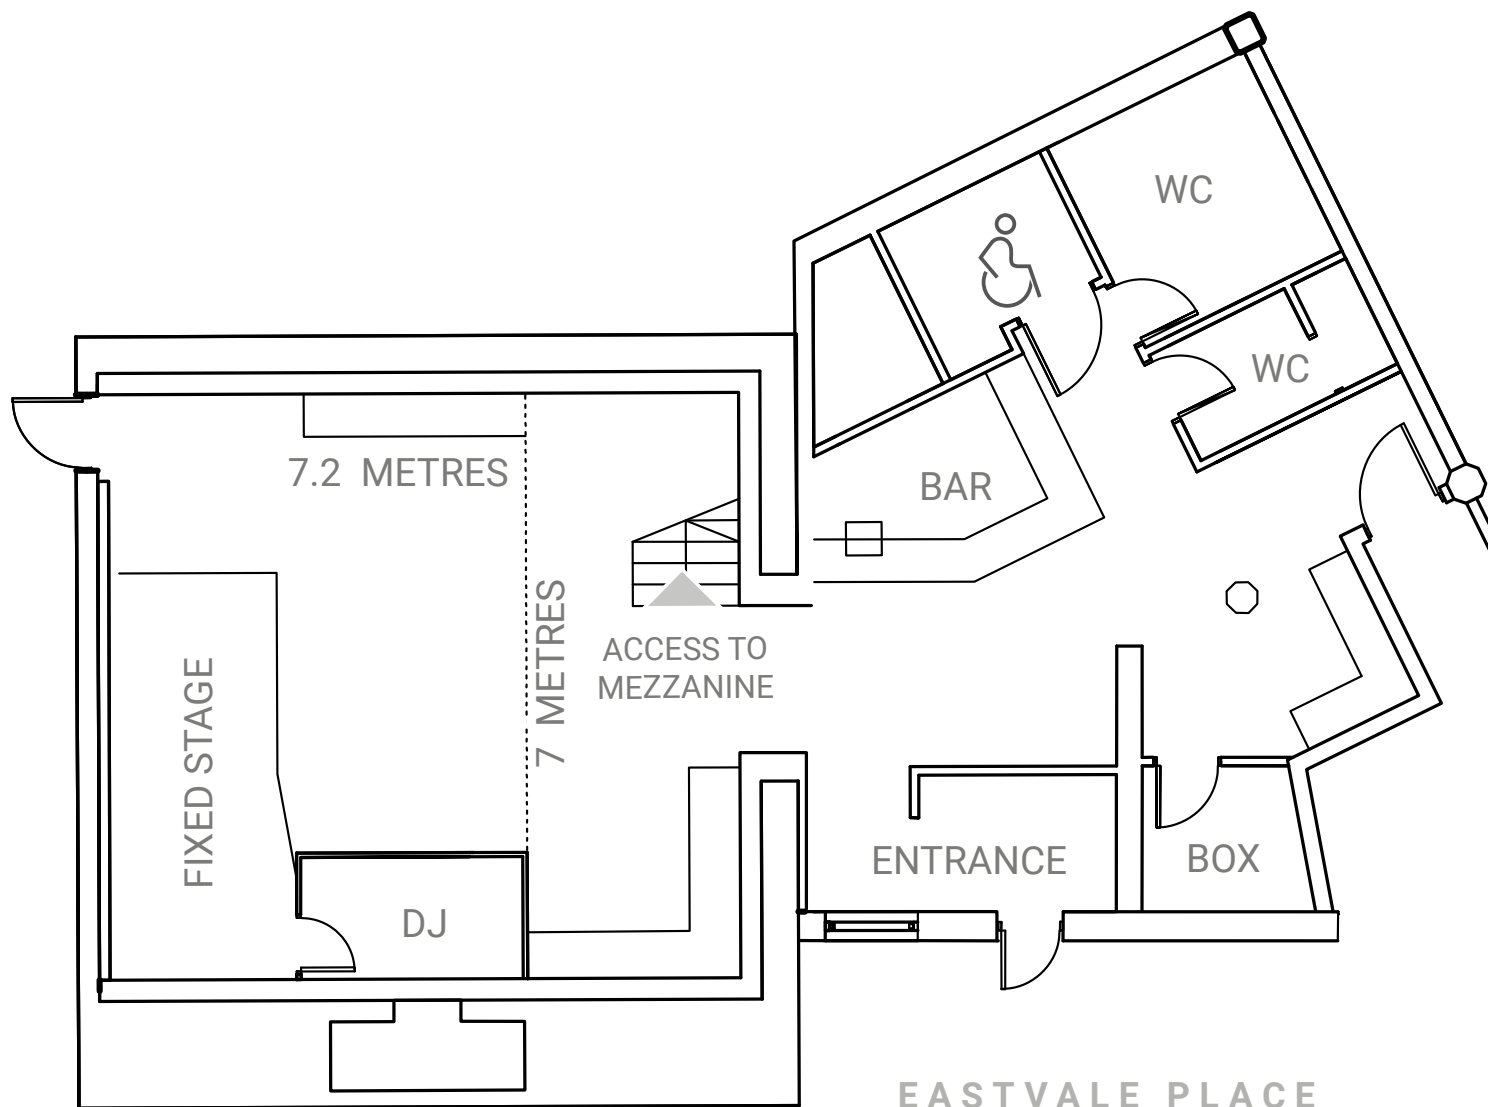 WC
WC
7.2 METRES
BAR
7 METRES
ACCESS TO
MEZZANINE
FIXED STAGE
ENTRANCE
BOX
DJ
EASTVALE PLACE